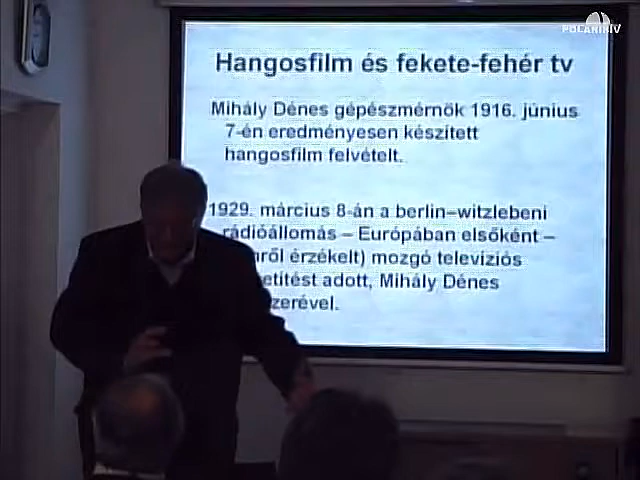 POLARHÍV
Hangosfilm és fekete-fehér tv
Mihály Dénes gépészmérnök 1916. június
7-én eredményesen készített
hangosfilm felvételt.
1929. március 8-án a berlin–witzlebeni
rádióállomás – Európában elsőként –
érzékelt) mozgó televíziós
adott, Mihály Dénes